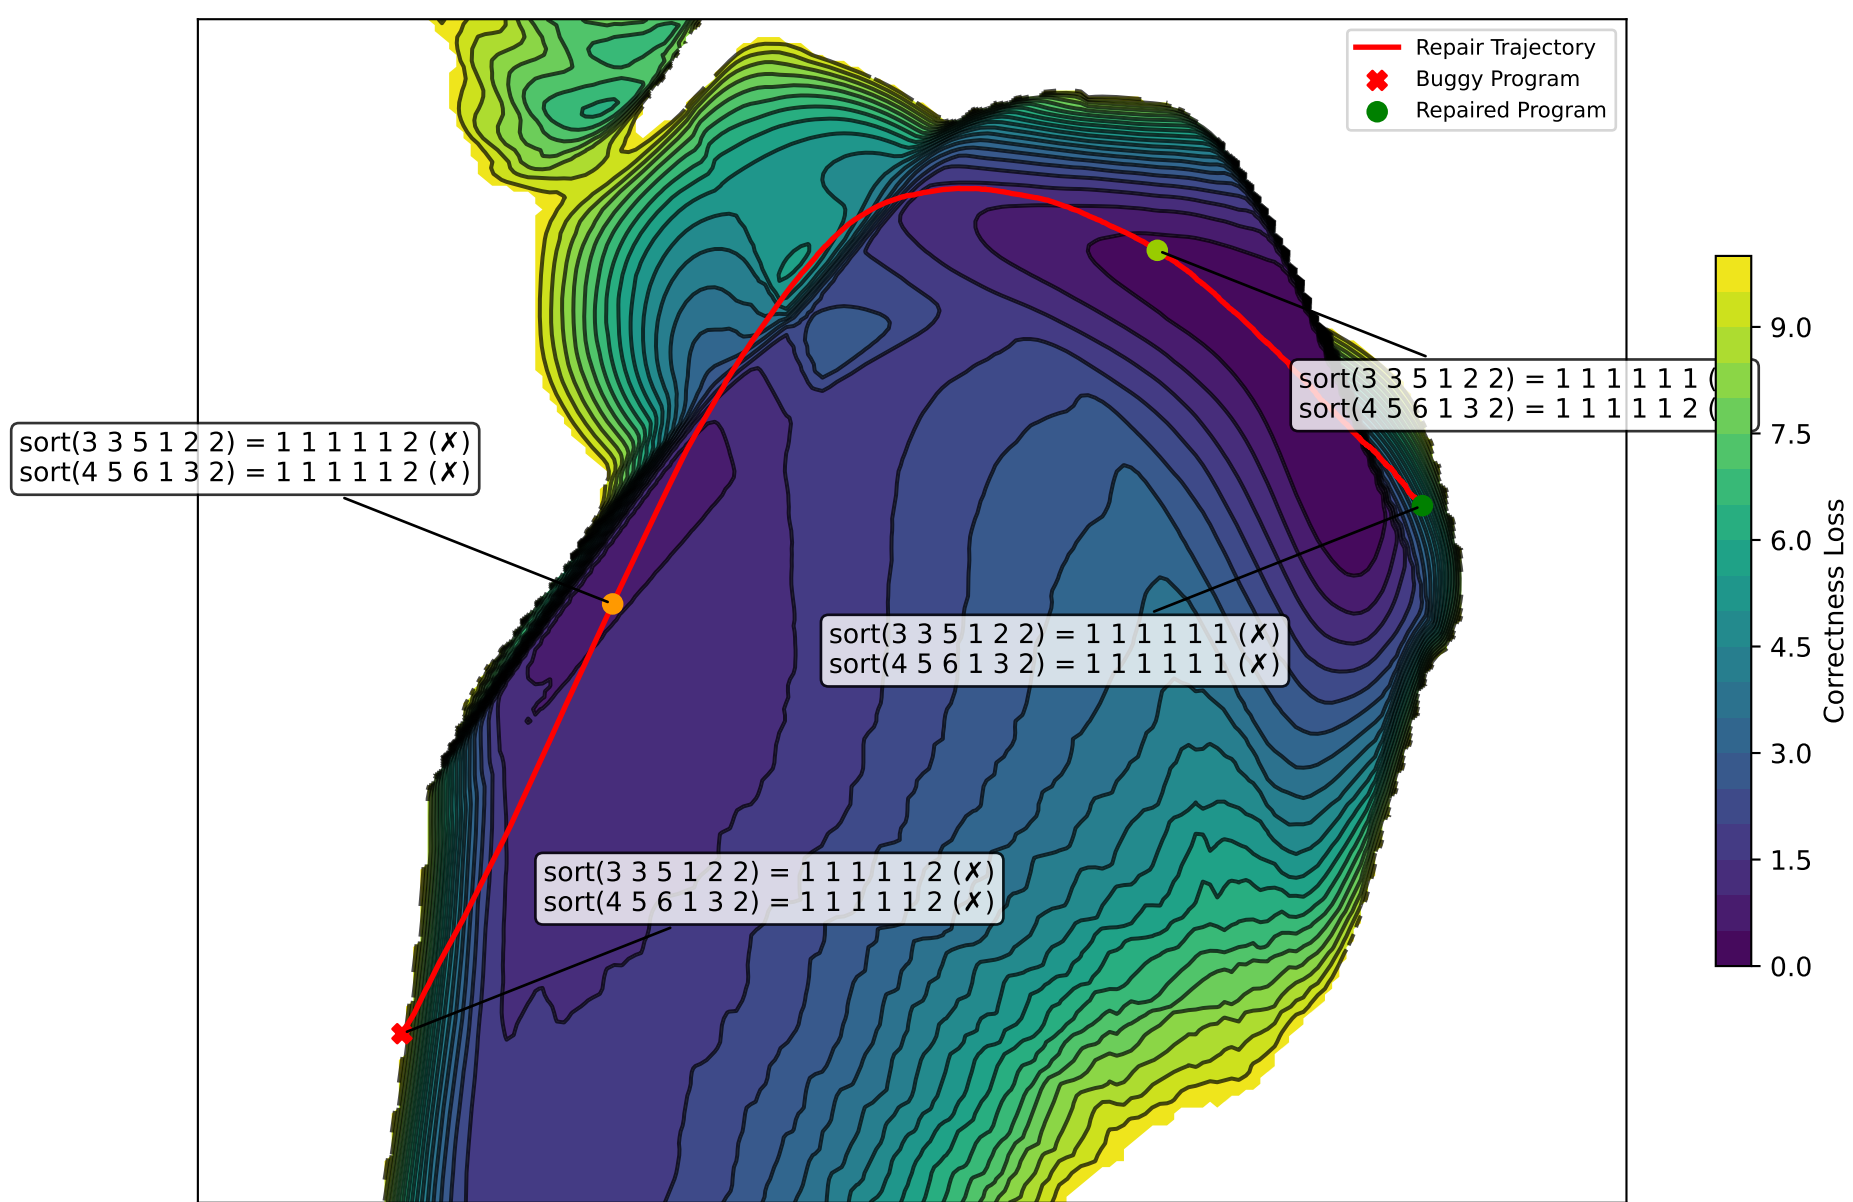 Repair Trajectory
Buggy Program
Repaired Program
sort(3 3 5 1 2 2) = 1 1 1 1 1 1 (
sort(4 5 6 1 3 2) = 1 1 1 1 1 2 (
sort(3 3 5 1 2 2) = 1 1 1 1 1 2 (✗)
sort(4 5 6 1 3 2) = 1 1 1 1 1 2 (✗)
sort(3 3 5 1 2 2) = 1 1 1 1 1 1 (✗)
sort(4 5 6 1 3 2) = 1 1 1 1 1 1 (✗)
sort(3 3 5 1 2 2) = 1 1 1 1 1 2 (✗)
sort(4 5 6 1 3 2) = 1 1 1 1 1 2 (✗)
9.0
7.5
6.0
4.5
3.0
1.5
0.0
Correctness Loss